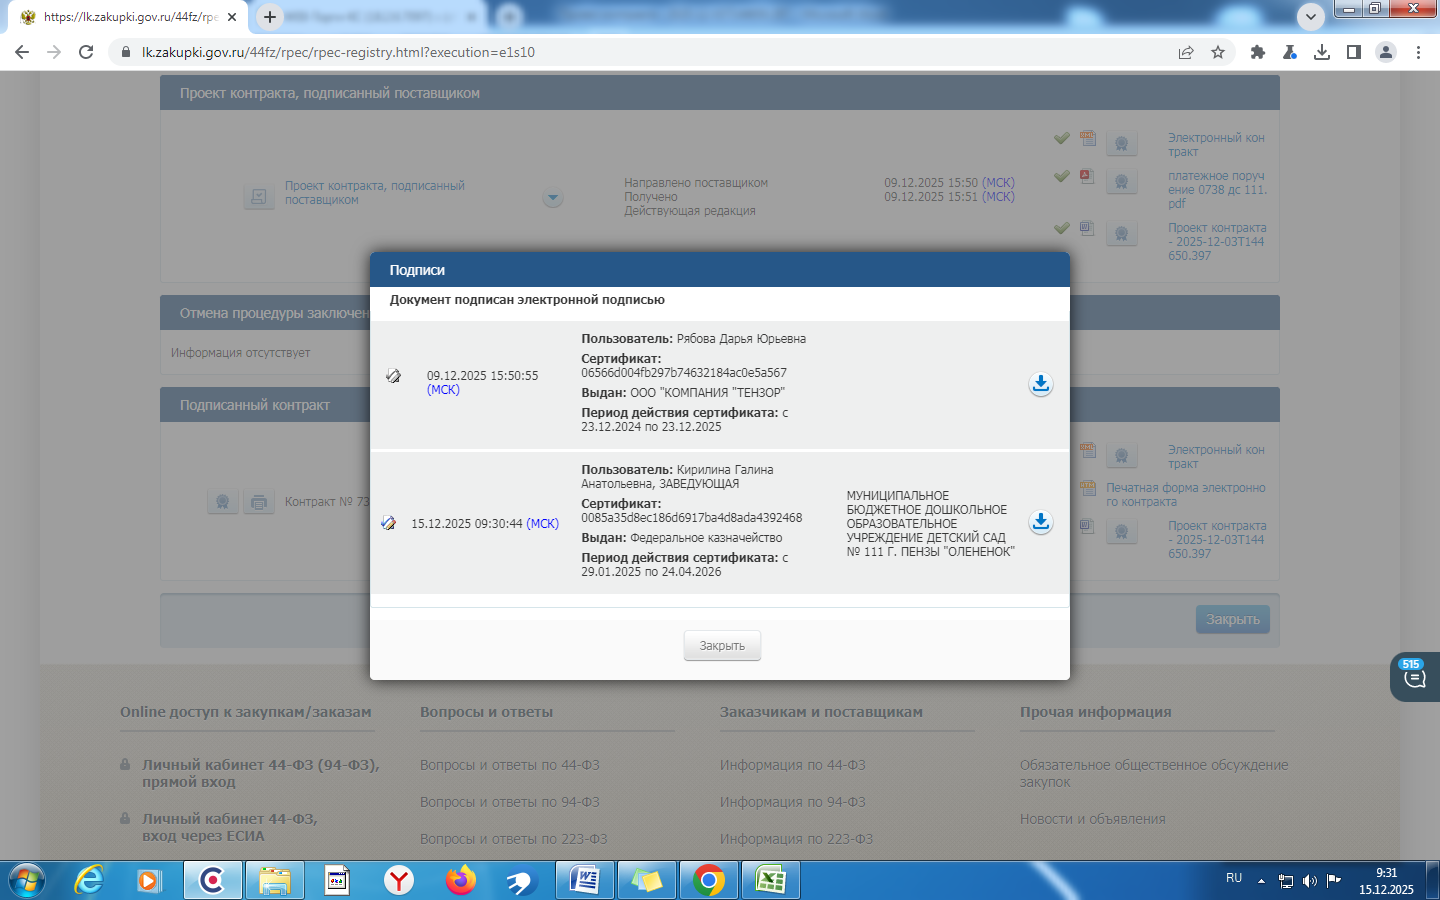 https://lk.zakupki.gov.ru/44fz/rpe
lk.zakupki.gov.ru/44fz/rpec/rpec-registry.html?execution=e1s10
Проект контракта, подписанный поставщиком
Проект контракта, подписанный
поставщиком
Направлено поставщиком 09.12.2025 15:50 (МСК)
Получено 09.12.2025 15:51 (МСК)
Действующая редакция
Электронный кон
тракт
платежное поруч
ение 0738 дс 111.
pdf
Проект контракта
- 2025-12-03T144
650.397
Отмена процедуры заключен
Информация отсутствует
Подписанный контракт
Контракт № 73
Электронный кон
тракт
Печатная форма электронно
го контракта
Проект контракта
- 2025-12-03T144
650.397
Закрыть
Подписи
Документ подписан электронной подписью
09.12.2025 15:50:55
(МСК)
Пользователь: Рябова Дарья Юрьевна
Сертификат:
06566d004fb297b74632184ac0e5a567
Выдан: ООО "КОМПАНИЯ "ТЕНЗОР"
Период действия сертификата: с
23.12.2024 по 23.12.2025
15.12.2025 09:30:44 (МСК)
Пользователь: Кирилина Галина
Анатольевна, ЗАВЕДУЮЩАЯ
Сертификат:
0085a35d8ec186d6917ba4d8ada4392468
Выдан: Федеральное казначейство
Период действия сертификата: с
29.01.2025 по 24.04.2026
МУНИЦИПАЛЬНОЕ
БЮДЖЕТНОЕ ДОШКОЛЬНОЕ
ОБРАЗОВАТЕЛЬНОЕ
УЧРЕЖДЕНИЕ ДЕТСКИЙ САД
№ 111 Г. ПЕНЗЫ "ОЛЕНЕНОК"
Закрыть
515
Online доступ к закупкам/заказам
Личный кабинет 44-ФЗ (94-ФЗ),
прямой вход
Личный кабинет 44-ФЗ,
вход через ЕСИА
Вопросы и ответы
Вопросы и ответы по 44-ФЗ
Вопросы и ответы по 94-ФЗ
Вопросы и ответы по 223-ФЗ
Заказчикам и поставщикам
Информация по 44-ФЗ
Информация по 94-ФЗ
Информация по 223-ФЗ
Прочая информация
Обязательное общественное обсуждение
закупок
Новости и объявления
RU
9:31
15.12.2025